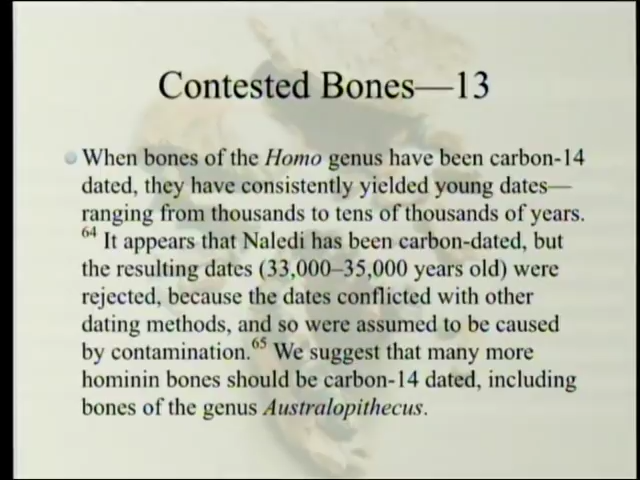 Contested Bones—13
When bones of the Homo genus have been carbon-14
dated, they have consistently yielded young dates—
ranging from thousands to tens of thousands of years.
64 It appears that Naledi has been carbon-dated, but
the resulting dates (33,000–35,000 years old) were
rejected, because the dates conflicted with other
dating methods, and so were assumed to be caused
by contamination.65 We suggest that many more
hominin bones should be carbon-14 dated, including
bones of the genus Australopithecus.